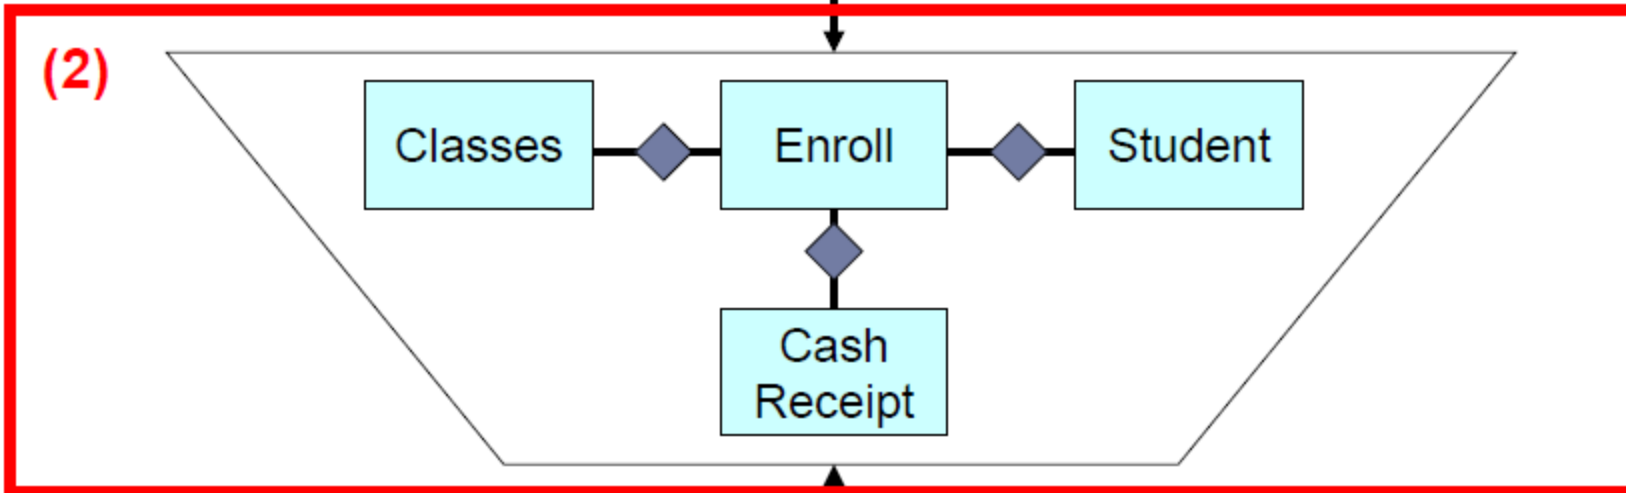 (2)
Classes
Enroll
Student
Cash
Receipt